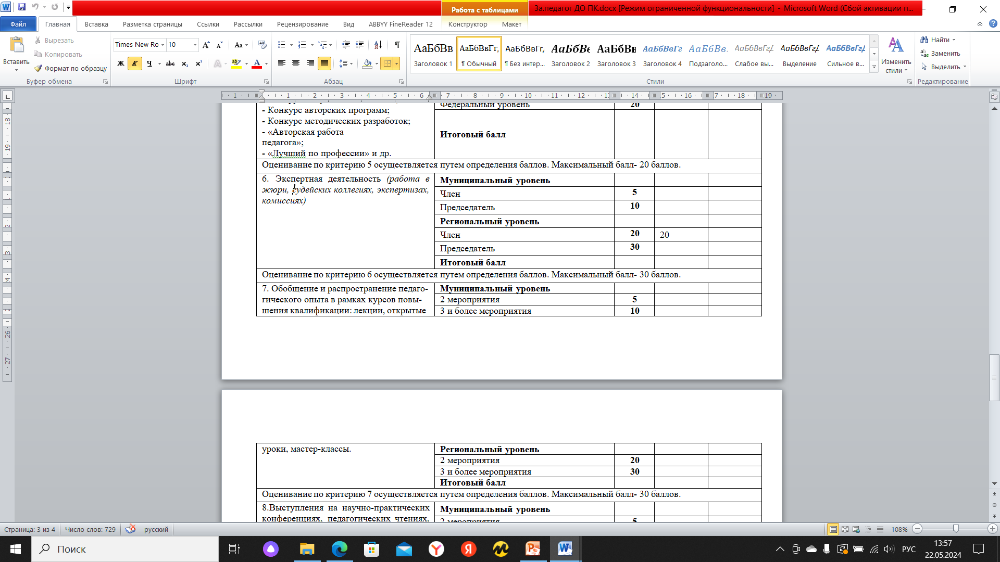 Работа с таблицами
За.педагог ДО ПК.docx [Режим ограниченной функциональности] - Microsoft Word (Сбой активации п...
Файл Главная Вставка Разметка страницы Ссылки Рассылки Рецензирование Вид ABBYY FineReader 12 Конструктор Макет
Вставить
Вырезать
Копировать
Формат по образцу
Буфер обмена
Times New Ro 10
Ж К Ч abc x₂ x²
Шрифт
Абзац
АаБбВв АаБбВвГг, АаБбВвГг, АаБбВв АаБбВв АаБбВвГг АаБбВв. АаБбВвГгД АаБбВвГгД АаБбВвГгД
Заголовок 1 ¶ Обычный ¶ Без интер... Заголовок 2 Заголовок 3 Заголовок 4 Подзаголо... Слабое вы... Выделение Сильное в...
Стили
Изменить стили
Найти
Заменить
Выделить
Редактирование
Федеральный уровень 20
- Конкурс авторских программ;
- Конкурс методических разработок;
- «Авторская работа
педагога»;
- «Лучший по профессии» и др.
Итоговый балл
Оценивание по критерию 5 осуществляется путем определения баллов. Максимальный балл- 20 баллов.
6. Экспертная деятельность (работа в
жюри, судейских коллегиях, экспертизах,
комиссиях)
Муниципальный уровень
Член 5
Председатель 10
Региональный уровень
Член 20 20
Председатель 30
Итоговый балл
Оценивание по критерию 6 осуществляется путем определения баллов. Максимальный балл- 30 баллов.
7. Обобщение и распространение педаго-
гического опыта в рамках курсов повы-
шения квалификации: лекции, открытые
Муниципальный уровень
2 мероприятия 5
3 и более мероприятия 10
уроки, мастер-классы.
Региональный уровень
2 мероприятия 20
3 и более мероприятия 30
Итоговый балл
Оценивание по критерию 7 осуществляется путем определения баллов. Максимальный балл- 30 баллов.
8.Выступления на научно-практических
конференциях, педагогических чтениях,
Муниципальный уровень
2 мероприятия 5
Страница: 3 из 4 Число слов: 729 русский 108%
Поиск
РУС
13:57
22.05.2024